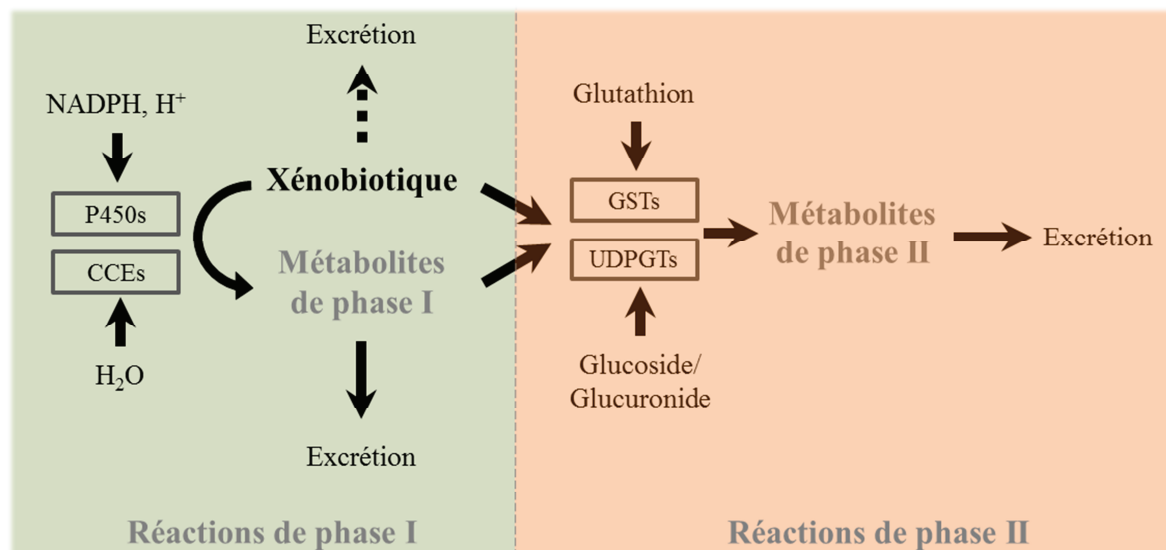 Excrétion
NADPH, H⁺
Xénobiotique
P450s
CCEs
Métabolites
de phase I
H₂O
Excrétion
Réactions de phase I
Glutathion
GSTs
UDPGTs
Métabolites
de phase II
Excrétion
Glucoside/
Glucuronide
Réactions de phase II